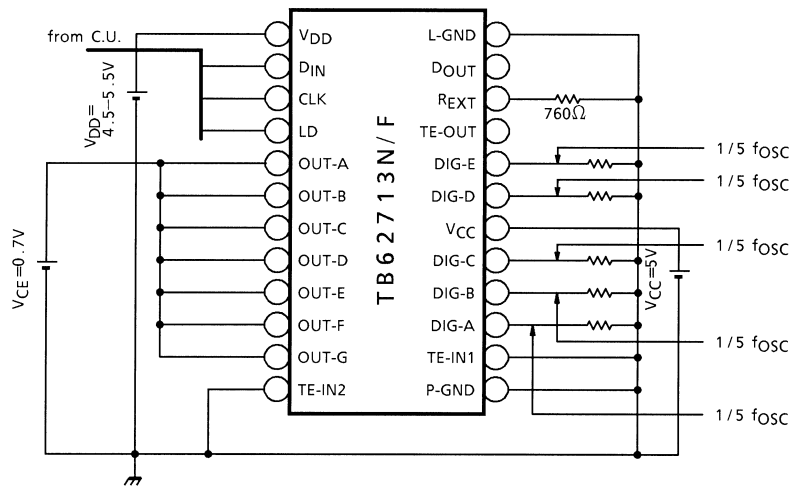 from C.U.
VDD=
4.5–5.5V
VCE=0.7V
VDD
DIN
CLK
LD
OUT-A
OUT-B
OUT-C
OUT-D
OUT-E
OUT-F
OUT-G
TE-IN2
TB62713N/F
L-GND
DOUT
REXT
TE-OUT
DIG-E
DIG-D
VCC
DIG-C
DIG-B
DIG-A
TE-IN1
P-GND
760Ω
1/5 fOSC
1/5 fOSC
1/5 fOSC
VCC=5V
1/5 fOSC
1/5 fOSC